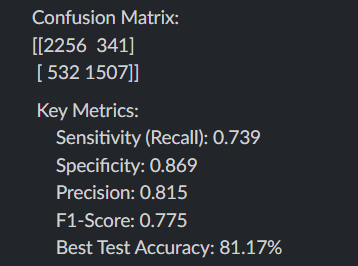 Confusion Matrix:
[[2256 341]
[ 532 1507]]
Key Metrics:
Sensitivity (Recall): 0.739
Specificity: 0.869
Precision: 0.815
F1-Score: 0.775
Best Test Accuracy: 81.17%